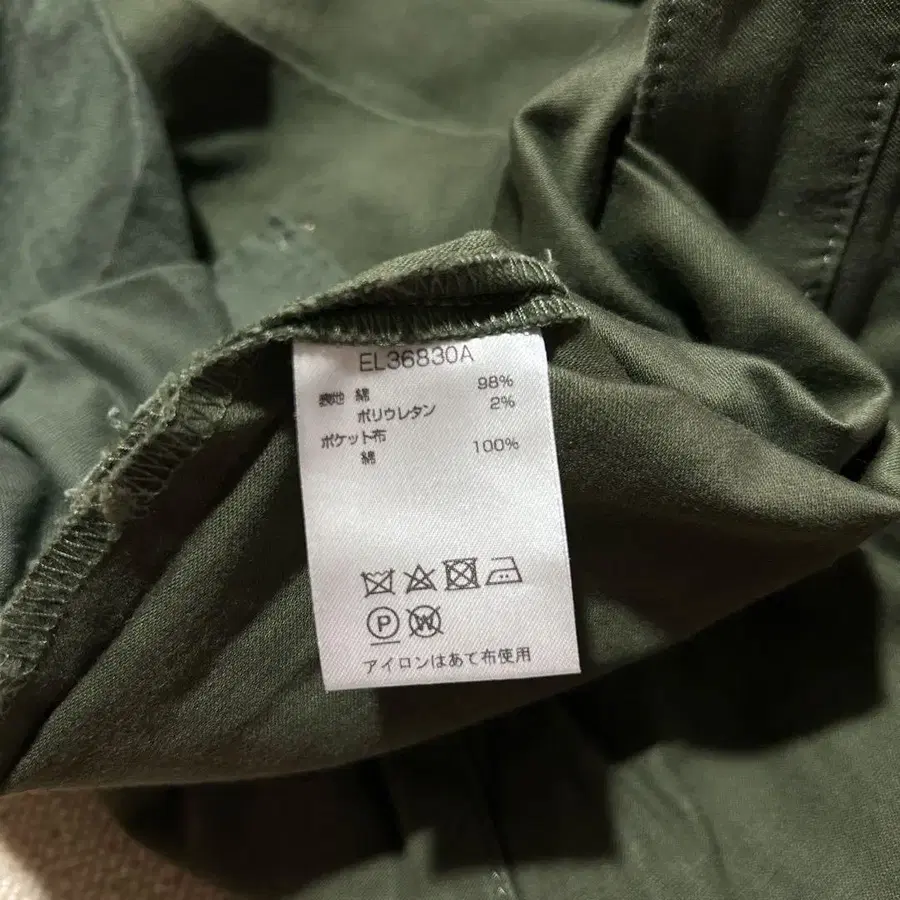 EL36830A
表地 綿 98%
ポリウレタン 2%
ポケット布
綿 100%
P W
アイロンはあて布使用